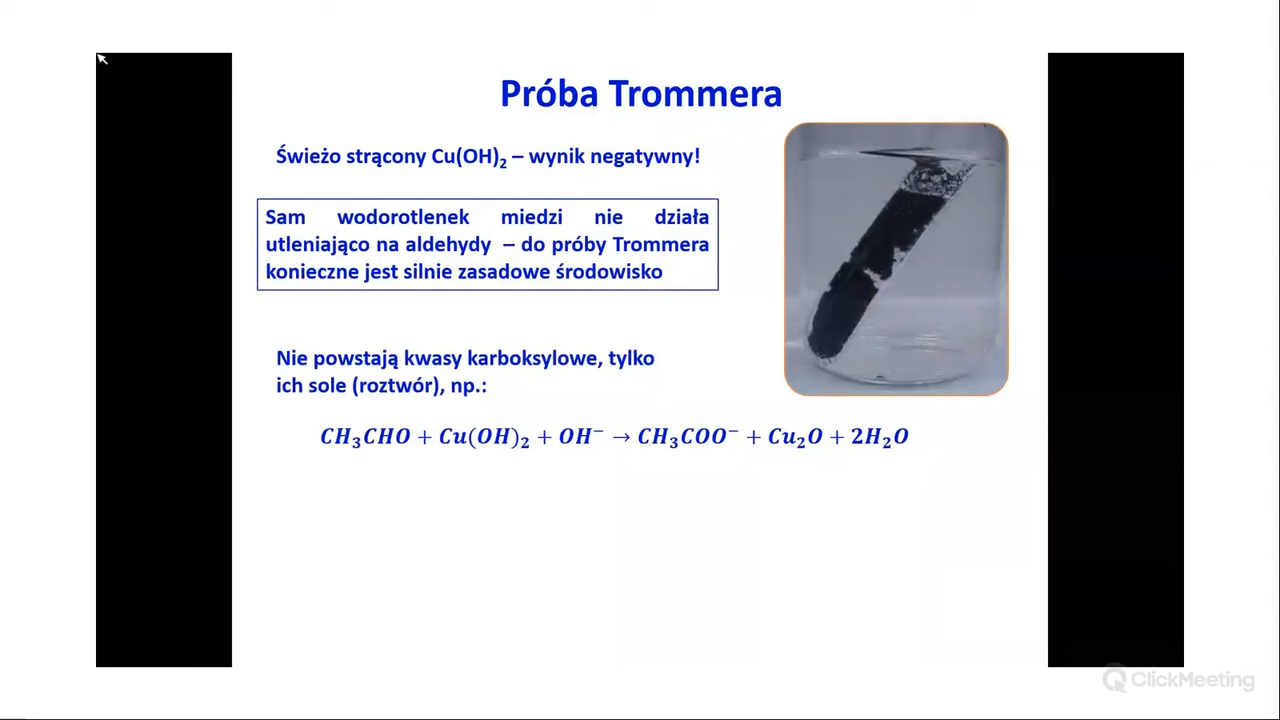 Próba Trommera
Świeżo strącony Cu(OH)₂ – wynik negatywny!
Sam wodorotlenek miedzi nie działa
utleniająco na aldehydy – do próby Trommera
konieczne jest silnie zasadowe środowisko
Nie powstają kwasy karboksylowe, tylko
ich sole (roztwór), np.:
CH₃CHO + Cu(OH)₂ + OH⁻ → CH₃COO⁻ + Cu₂O + 2H₂O
ClickMeeting